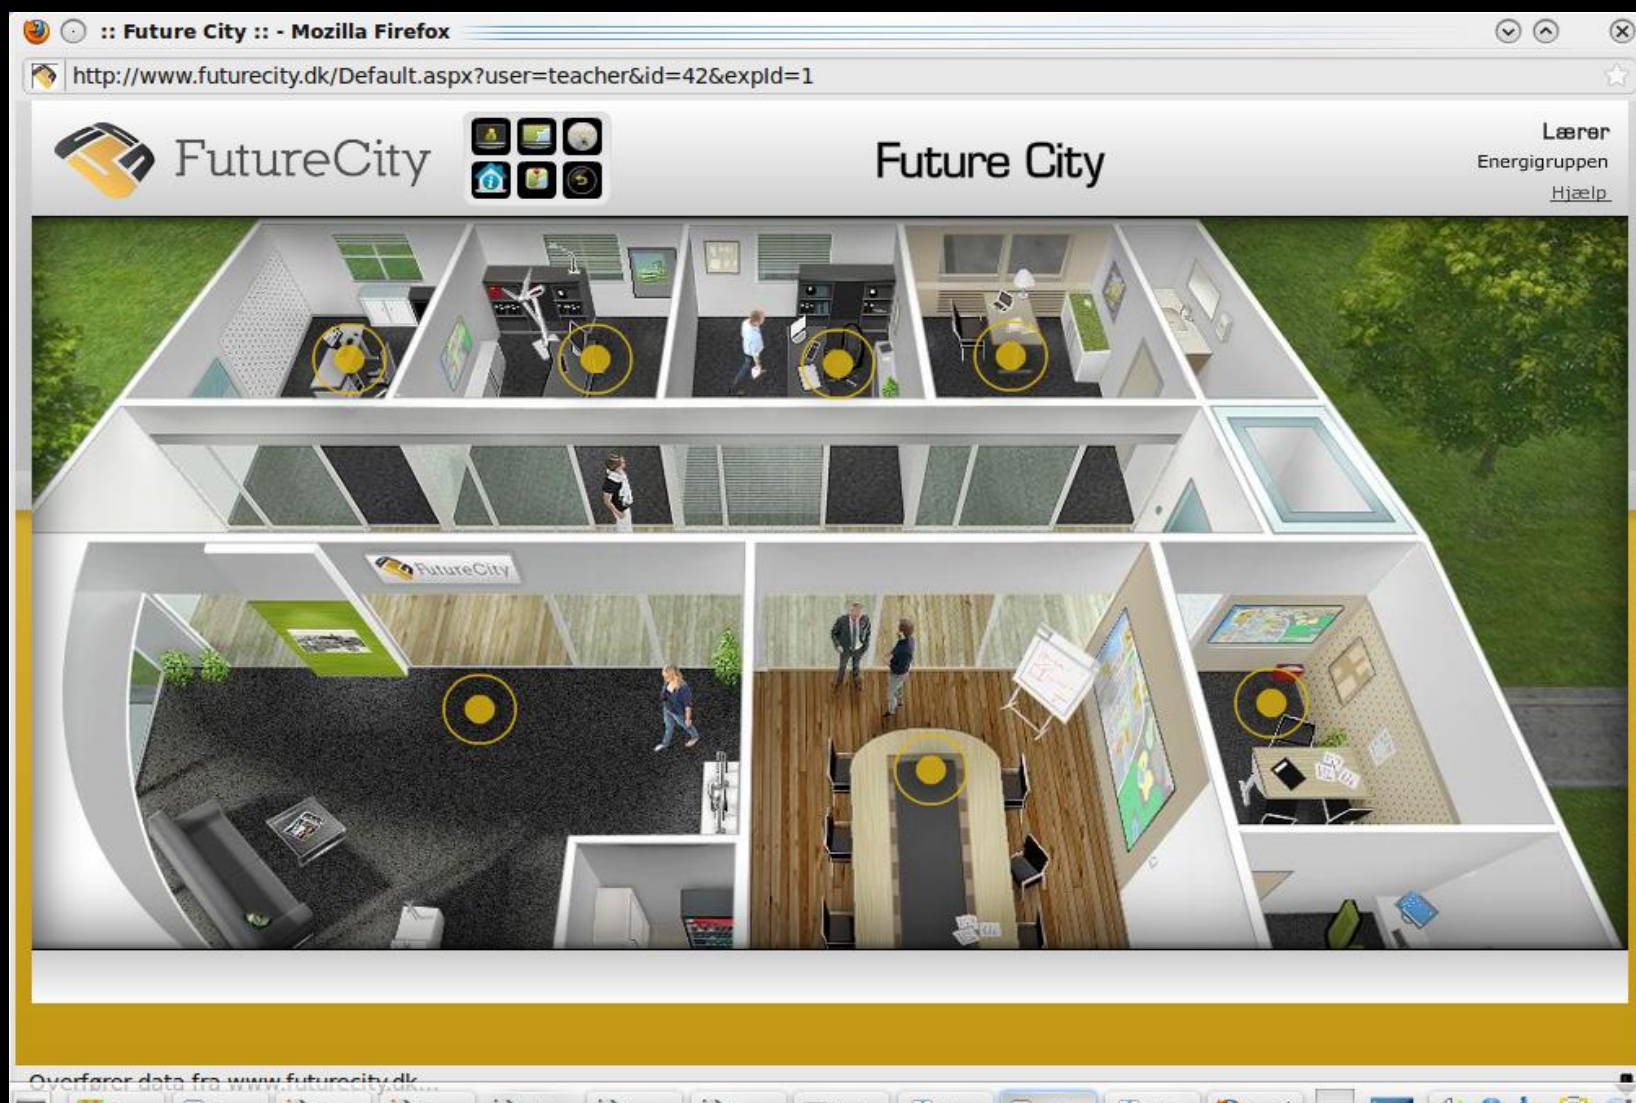 :: Future City :: - Mozilla Firefox
http://www.futurecity.dk/Default.aspx?user=teacher&id=42&expId=1
FutureCity
Future City
Lærer
Energigruppen
Hjælp
FutureCity
Overfører data fra www.futurecity.dk...